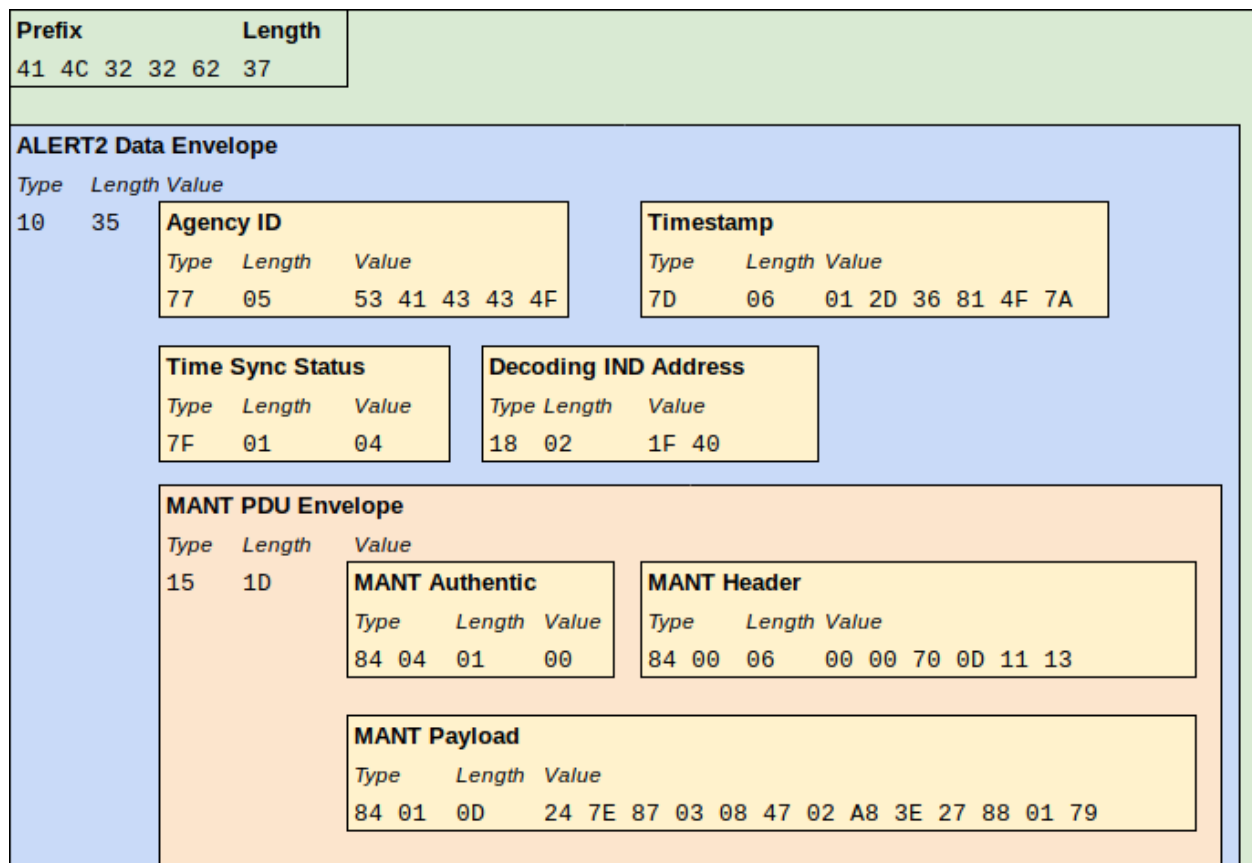 Prefix Length
41 4C 32 32 62 37
ALERT2 Data Envelope
Type Length Value
10 35
Agency ID
Type Length Value
77 05 53 41 43 43 4F
Timestamp
Type Length Value
7D 06 01 2D 36 81 4F 7A
Time Sync Status
Type Length Value
7F 01 04
Decoding IND Address
Type Length Value
18 02 1F 40
MANT PDU Envelope
Type Length Value
15 1D
MANT Authentic
Type Length Value
84 04 01 00
MANT Header
Type Length Value
84 00 06 00 00 70 0D 11 13
MANT Payload
Type Length Value
84 01 0D 24 7E 87 03 08 47 02 A8 3E 27 88 01 79